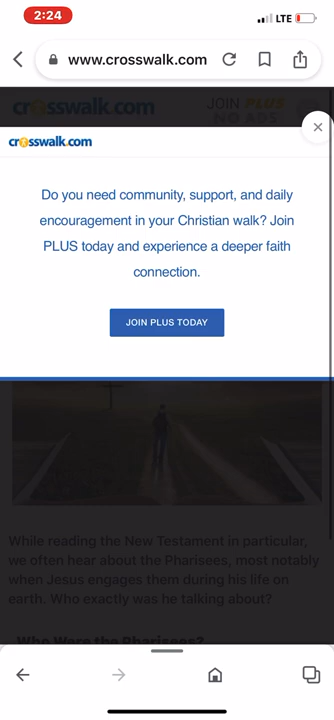 2:24
LTE
www.crosswalk.com
crosswalk.com
JOIN PLUS
NO ADS
crosswalk.com
Do you need community, support, and daily
encouragement in your Christian walk? Join
PLUS today and experience a deeper faith
connection.
JOIN PLUS TODAY
While reading the New Testament in particular,
we often hear about the Pharisees, most notably
when Jesus engages them during his life on
earth. Who exactly was he talking about?
Who Were the Pharisees?